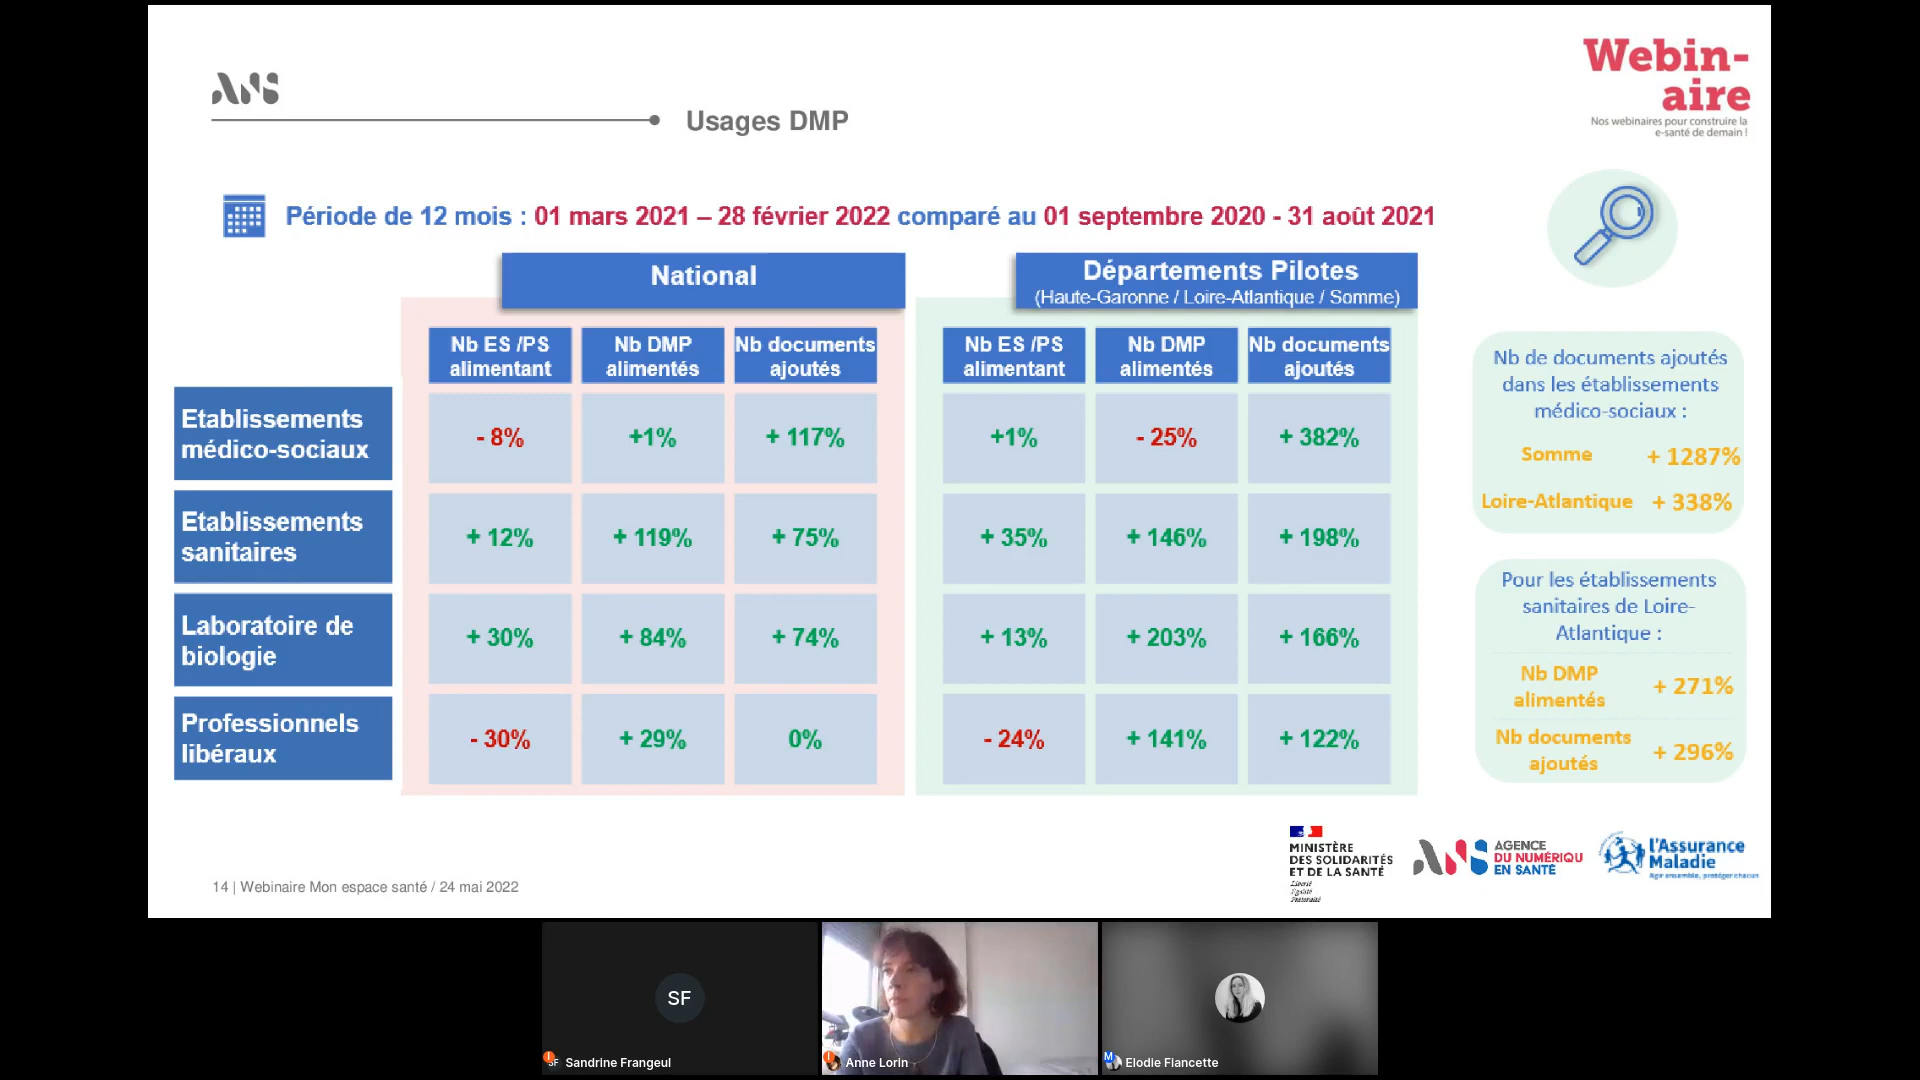 ANS
Usages DMP
Webin-
aire
Nos webinaires pour construire la
e-santé de demain !
Période de 12 mois : 01 mars 2021 – 28 février 2022 comparé au 01 septembre 2020 - 31 août 2021
National
Départements Pilotes
(Haute-Garonne / Loire-Atlantique / Somme)
Nb ES /PS
alimentant
Nb DMP
alimentés
Nb documents
ajoutés
Nb ES /PS
alimentant
Nb DMP
alimentés
Nb documents
ajoutés
Etablissements
médico-sociaux
- 8%
+1%
+ 117%
+1%
- 25%
+ 382%
Etablissements
sanitaires
+ 12%
+ 119%
+ 75%
+ 35%
+ 146%
+ 198%
Laboratoire de
biologie
+ 30%
+ 84%
+ 74%
+ 13%
+ 203%
+ 166%
Professionnels
libéraux
- 30%
+ 29%
0%
- 24%
+ 141%
+ 122%
Nb de documents ajoutés
dans les établissements
médico-sociaux :
Somme + 1287%
Loire-Atlantique + 338%
Pour les établissements
sanitaires de Loire-
Atlantique :
Nb DMP
alimentés
+ 271%
Nb documents
ajoutés
+ 296%
14 | Webinaire Mon espace santé / 24 mai 2022
MINISTÈRE
DES SOLIDARITÉS
ET DE LA SANTÉ
Liberté
Égalité
Fraternité
ANS
AGENCE
DU NUMÉRIQU
EN SANTÉ
l'Assurance
Maladie
Agir ensemble, protéger chacun
SF
SF
Sandrine Frangeul
Anne Lorin
M
Elodie Fiancette